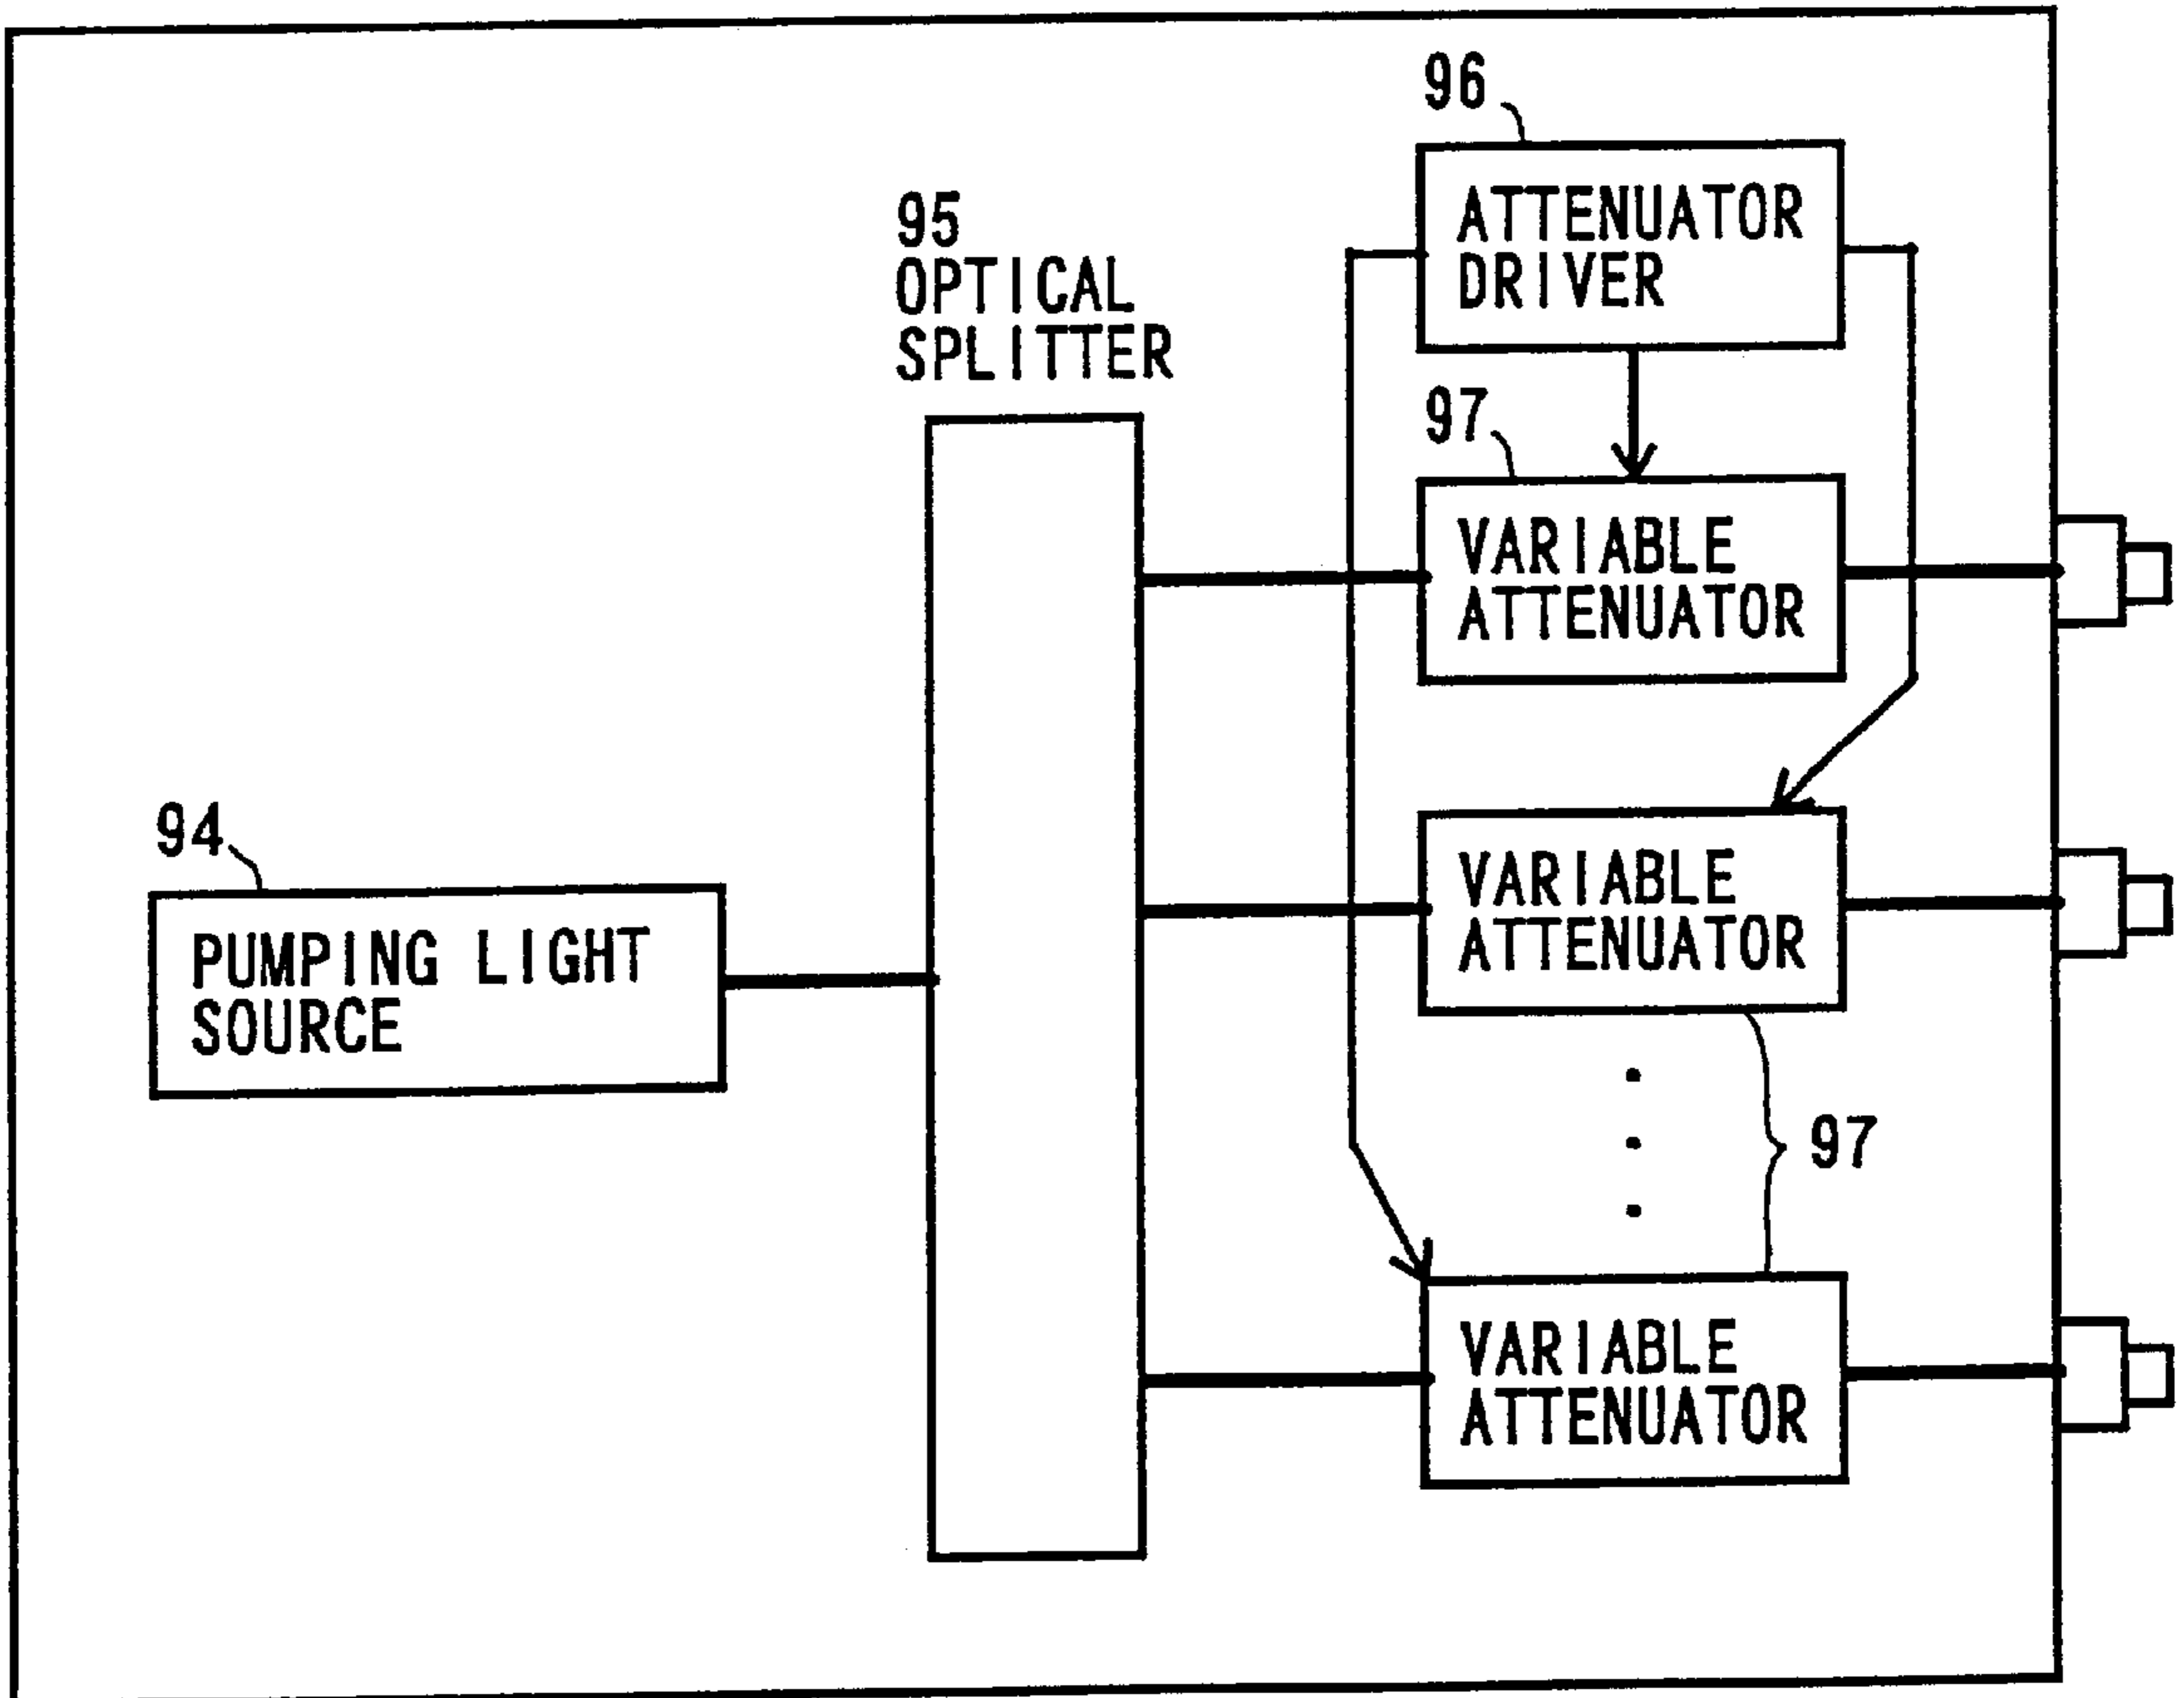 96
ATTENUATOR
DRIVER
95
OPTICAL
SPLITTER
97
VARIABLE
ATTENUATOR
94
PUMPING LIGHT
SOURCE
VARIABLE
ATTENUATOR
97
VARIABLE
ATTENUATOR